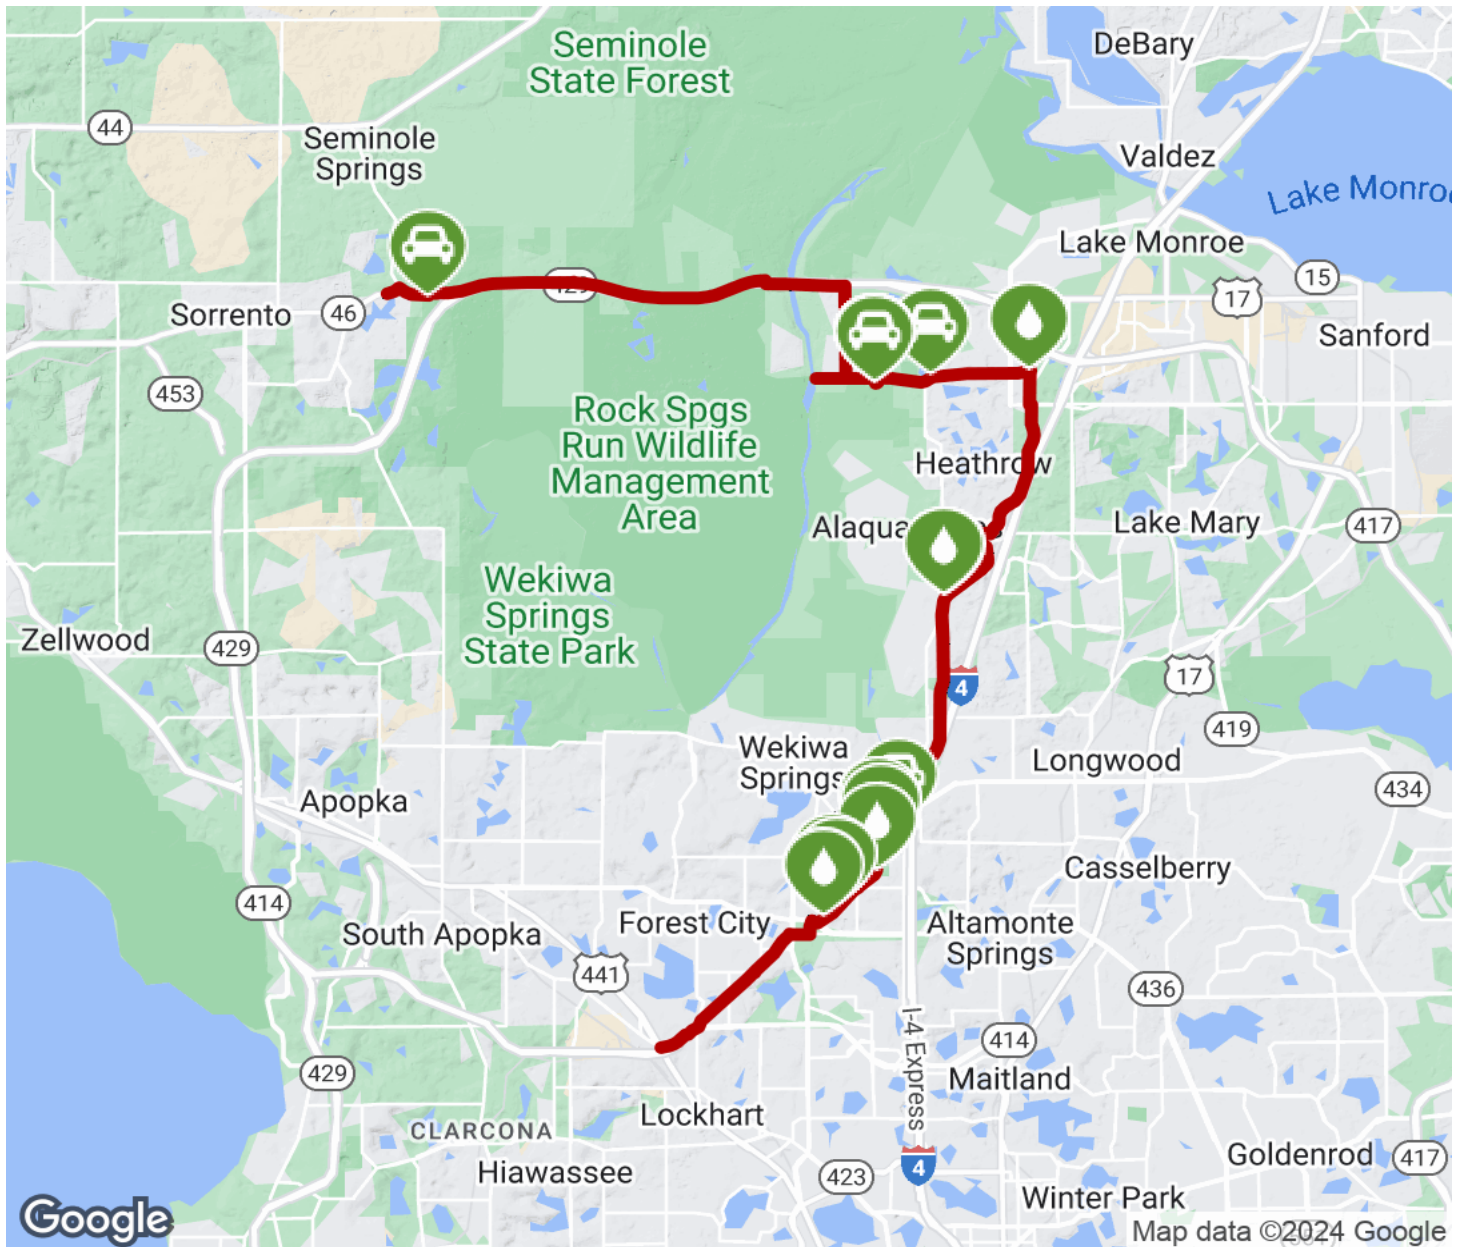 DeBary
Seminole
State Forest
44
Seminole
Springs
Valdez
Lake Monroe
Lake Monroe
15
17
429
46
Sorrento
Sanford
453
Rock Spgs
Run Wildlife
Management
Area
Heathrow
Alaqua
Lake Mary
417
Wekiwa
Springs
State Park
Zellwood
429
4
17
419
Wekiwa
Springs
Longwood
434
Apopka
Casselberry
414
Forest City
South Apopka
Altamonte
Springs
441
436
I-4 Express
414
429
Maitland
Lockhart
CLARCONA
Goldenrod
417
Hiawassee
4
423
Winter Park
Google
Map data ©2024 Google